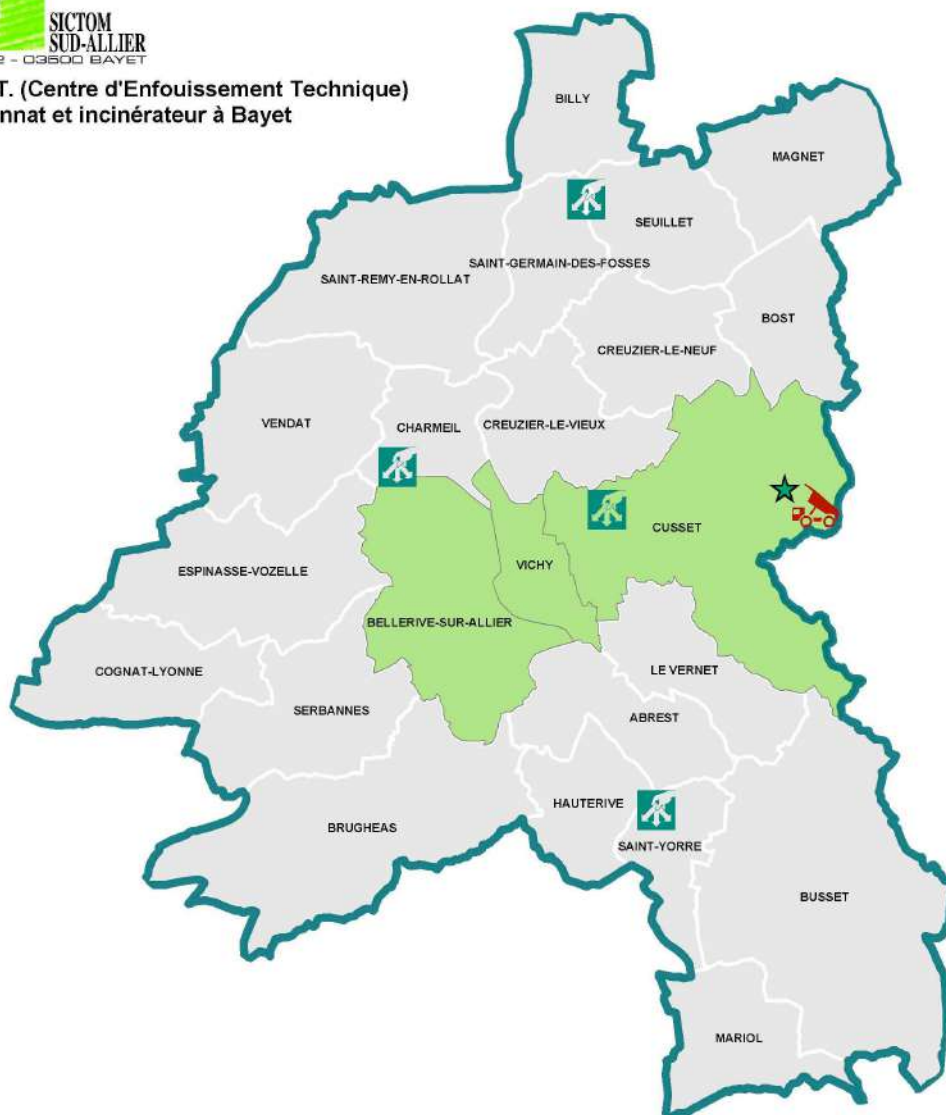 SICTOM
SUD-ALLIER
2 - 03500 BAYET
T. (Centre d'Enfouissement Technique)
nnat et incinérateur à Bayet
BILLY
MAGNET
SEUILLET
SAINT-GERMAIN-DES-FOSSES
SAINT-REMY-EN-ROLLAT
BOST
CREUZIER-LE-NEUF
VENDAT
CHARMEIL
CREUZIER-LE-VIEUX
CUSSET
VICHY
ESPINASSE-VOZELLE
BELLERIVE-SUR-ALLIER
COGNAT-LYONNE
LE VERNET
SERBANNES
ABREST
HAUTERIVE
BRUGHEAS
SAINT-YORRE
BUSSET
MARIOL